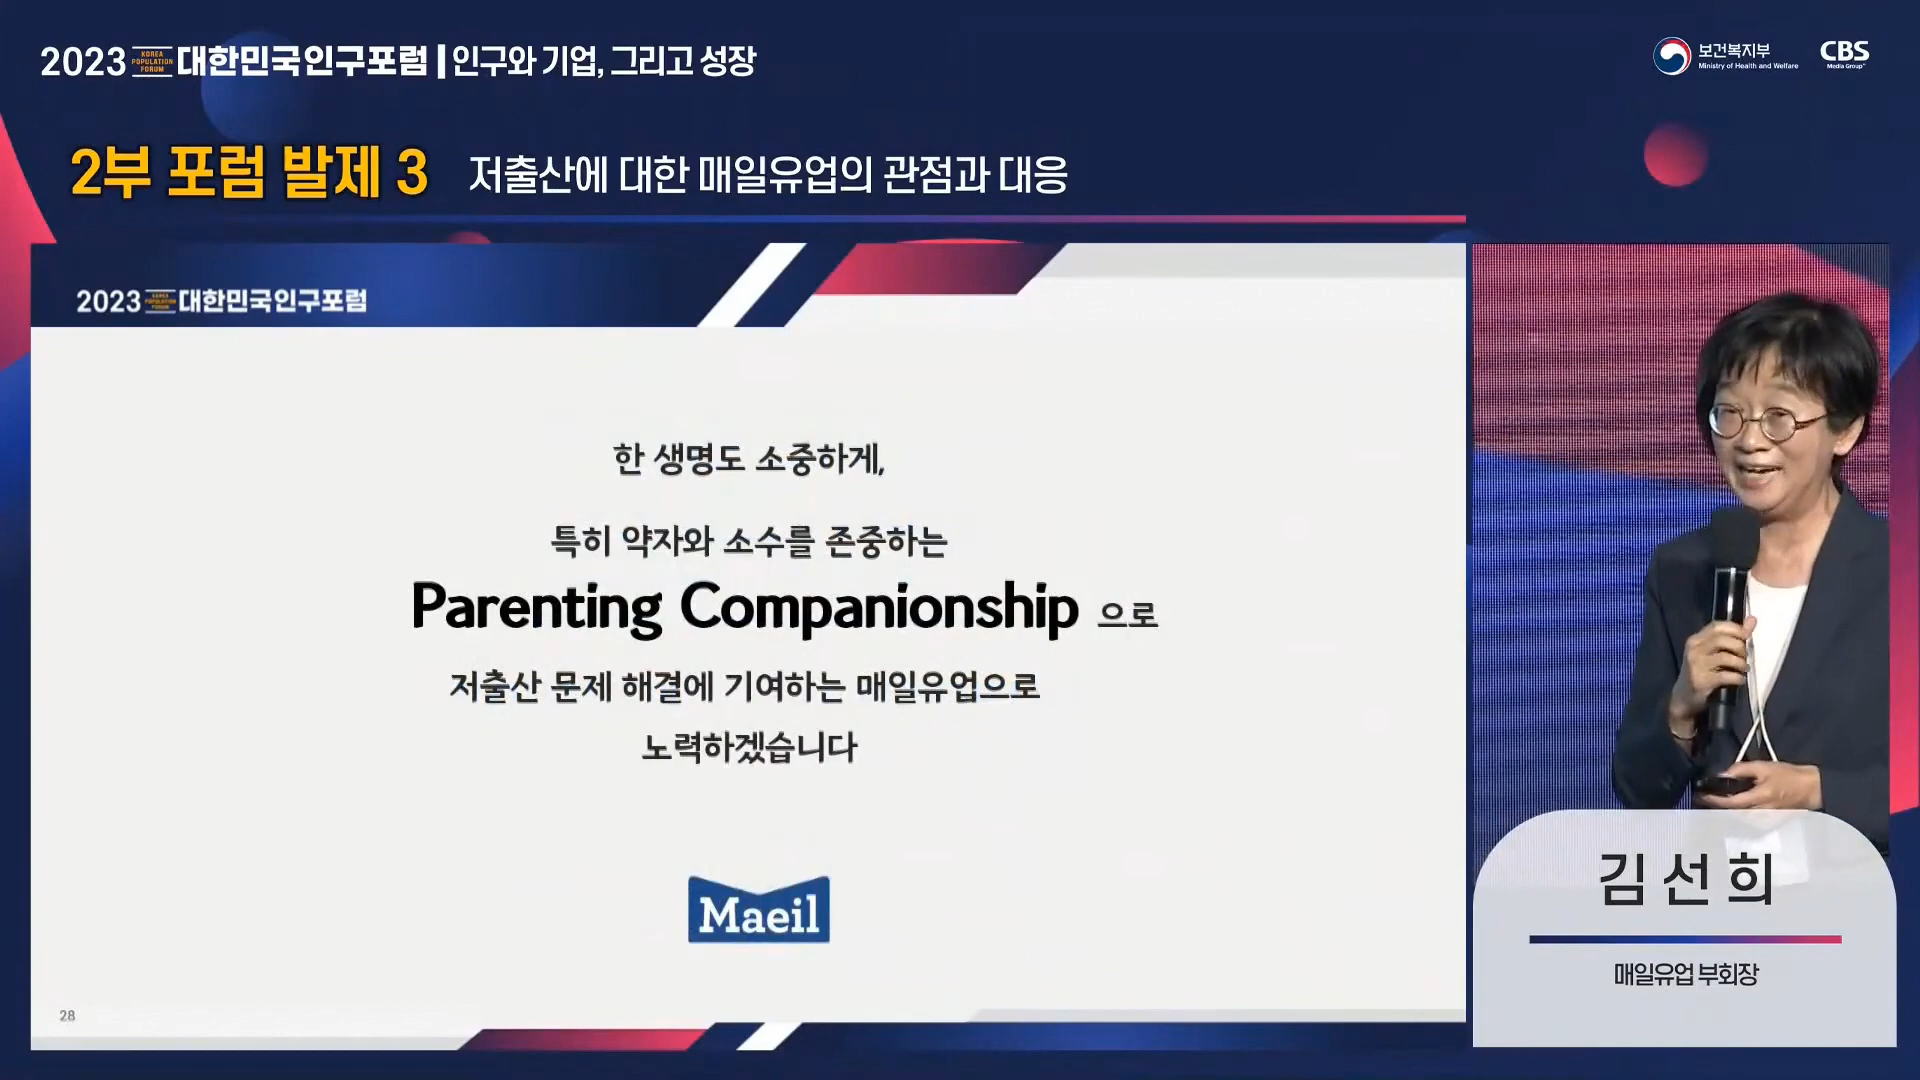 2023 KOREA POPULATION FORUM 대한민국인구포럼 | 인구와 기업, 그리고 성장
보건복지부
Ministry of Health and Welfare
CBS
Media Group
2부 포럼 발제 3 저출산에 대한 매일유업의 관점과 대응
2023 KOREA POPULATION FORUM 대한민국인구포럼
한 생명도 소중하게,
특히 약자와 소수를 존중하는
Parenting Companionship 으로
저출산 문제 해결에 기여하는 매일유업으로
노력하겠습니다
Maeil
28
김선희
매일유업 부회장